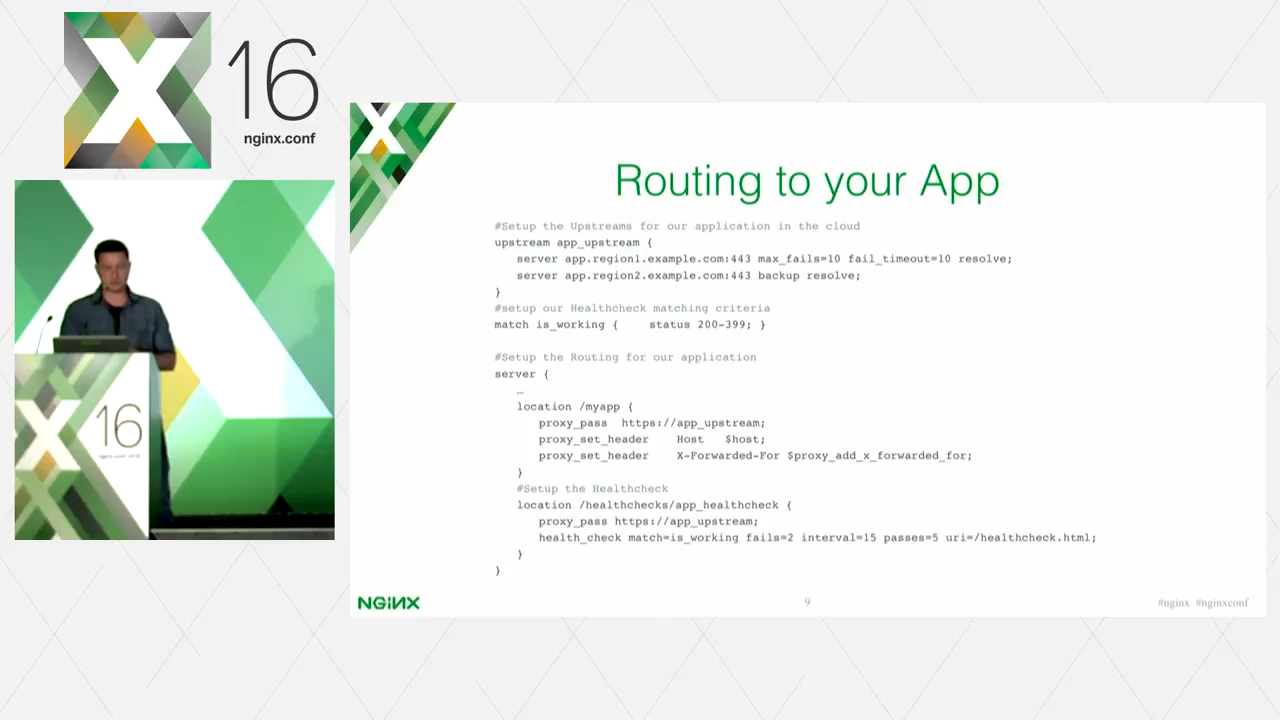 16
nginx.conf
16
Routing to your App
#Setup the Upstreams for our application in the cloud
upstream app_upstream {
server app.region1.example.com:443 max_fails=10 fail_timeout=10 resolve;
server app.region2.example.com:443 backup resolve;
}
#setup our Healthcheck matching criteria
match is_working { status 200-399; }
#Setup the Routing for our application
server {
…
location /myapp {
proxy_pass https://app_upstream;
proxy_set_header Host $host;
proxy_set_header X-Forwarded-For $proxy_add_x_forwarded_for;
}
#Setup the Healthcheck
location /healthchecks/app_healthcheck {
proxy_pass https://app_upstream;
health_check match=is_working fails=2 interval=15 passes=5 uri=/healthcheck.html;
}
}
NGINX
9
#nginx #nginxconf